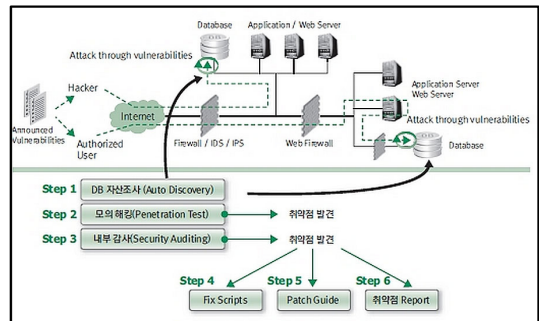 Database
Application / Web Server
Attack through vulnerabilities
Hacker
Application Server
Web Server
Internet
Attack through vulnerabilities
Announced
Vulnerabilities
Authorized
User
Firewall / IDS / IPS
Web Firewall
Database
Step 1 DB 자산조사 (Auto Discovery)
Step 2 모의 해킹(Penetration Test) 취약점 발견
Step 3 내부 감사(Security Auditing) 취약점 발견
Step 4 Step 5 Step 6
Fix Scripts Patch Guide 취약점 Report